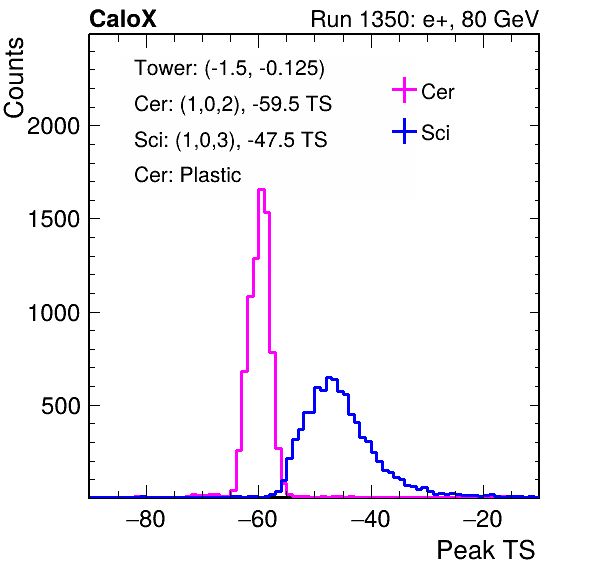 CaloX Run 1350: e+, 80 GeV
Counts
Tower: (-1.5, -0.125)
Cer: (1,0,2), -59.5 TS
Sci: (1,0,3), -47.5 TS
Cer: Plastic
Cer
Sci
2000
1500
1000
500
−80 −60 −40 −20
Peak TS